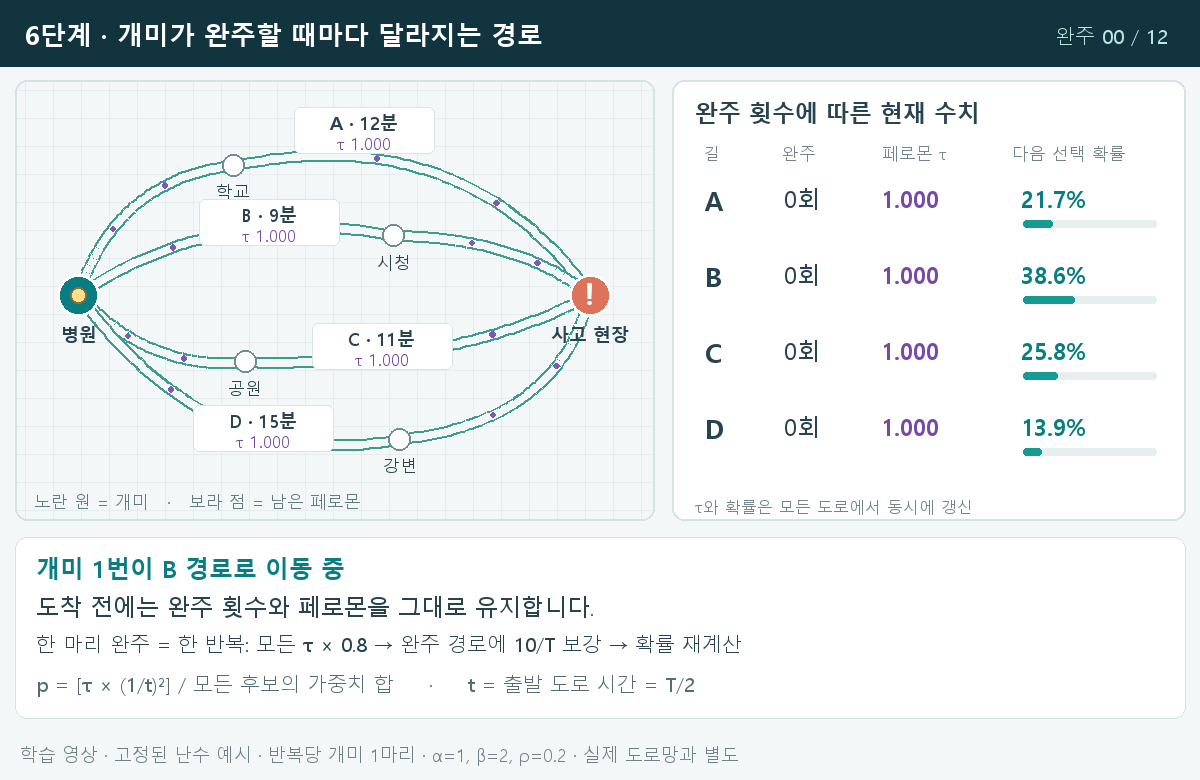 6단계 · 개미가 완주할 때마다 달라지는 경로
완주 00 / 12
A · 12분
τ 1.000
학교
B · 9분
τ 1.000
시청
병원
!
사고 현장
C · 11분
τ 1.000
공원
D · 15분
τ 1.000
강변
노란 원 = 개미 · 보라 점 = 남은 페로몬
완주 횟수에 따른 현재 수치
길 완주 페로몬 τ 다음 선택 확률
A 0회 1.000 21.7%
B 0회 1.000 38.6%
C 0회 1.000 25.8%
D 0회 1.000 13.9%
τ와 확률은 모든 도로에서 동시에 갱신
개미 1번이 B 경로로 이동 중
도착 전에는 완주 횟수와 페로몬을 그대로 유지합니다.
한 마리 완주 = 한 반복: 모든 τ × 0.8 → 완주 경로에 10/T 보강 → 확률 재계산
p = [τ × (1/t)²] / 모든 후보의 가중치 합 · t = 출발 도로 시간 = T/2
학습 영상 · 고정된 난수 예시 · 반복당 개미 1마리 · α=1, β=2, ρ=0.2 · 실제 도로망과 별도